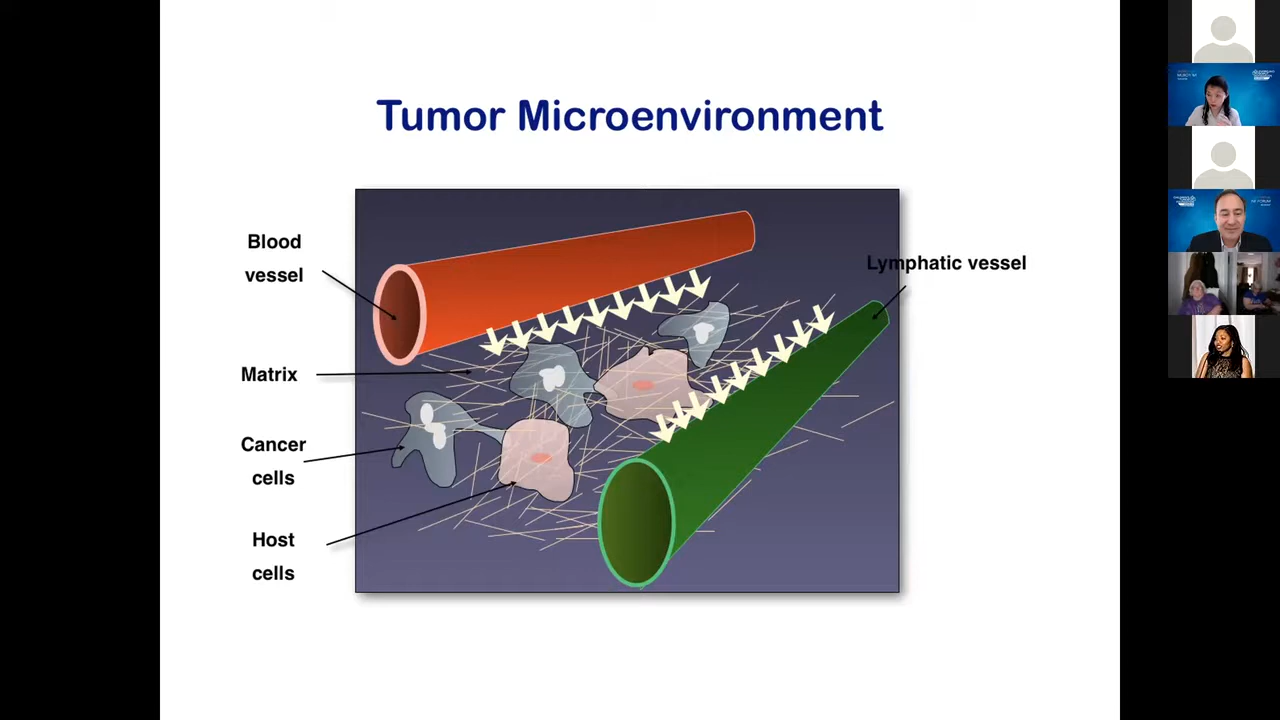 Tumor Microenvironment
Blood
vessel
Lymphatic vessel
Matrix
Cancer
cells
Host
cells